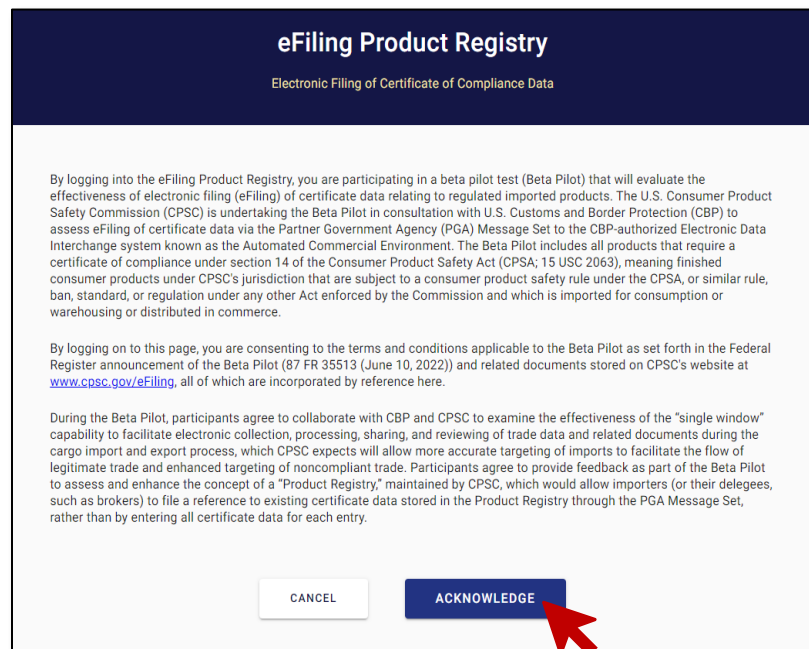 eFiling Product Registry
Electronic Filing of Certificate of Compliance Data
By logging into the eFiling Product Registry, you are participating in a beta pilot test (Beta Pilot) that will evaluate the
effectiveness of electronic filing (eFiling) of certificate data relating to regulated imported products. The U.S. Consumer Product
Safety Commission (CPSC) is undertaking the Beta Pilot in consultation with U.S. Customs and Border Protection (CBP) to
assess eFiling of certificate data via the Partner Government Agency (PGA) Message Set to the CBP-authorized Electronic Data
Interchange system known as the Automated Commercial Environment. The Beta Pilot includes all products that require a
certificate of compliance under section 14 of the Consumer Product Safety Act (CPSA; 15 USC 2063), meaning finished
consumer products under CPSC's jurisdiction that are subject to a consumer product safety rule under the CPSA, or similar rule,
ban, standard, or regulation under any other Act enforced by the Commission and which is imported for consumption or
warehousing or distributed in commerce.
By logging on to this page, you are consenting to the terms and conditions applicable to the Beta Pilot as set forth in the Federal
Register announcement of the Beta Pilot (87 FR 35513 (June 10, 2022)) and related documents stored on CPSC's website at
www.cpsc.gov/eFiling, all of which are incorporated by reference here.
During the Beta Pilot, participants agree to collaborate with CBP and CPSC to examine the effectiveness of the “single window”
capability to facilitate electronic collection, processing, sharing, and reviewing of trade data and related documents during the
cargo import and export process, which CPSC expects will allow more accurate targeting of imports to facilitate the flow of
legitimate trade and enhanced targeting of noncompliant trade. Participants agree to provide feedback as part of the Beta Pilot
to assess and enhance the concept of a “Product Registry,” maintained by CPSC, which would allow importers (or their delegees,
such as brokers) to file a reference to existing certificate data stored in the Product Registry through the PGA Message Set,
rather than by entering all certificate data for each entry.
CANCEL
ACKNOWLEDGE